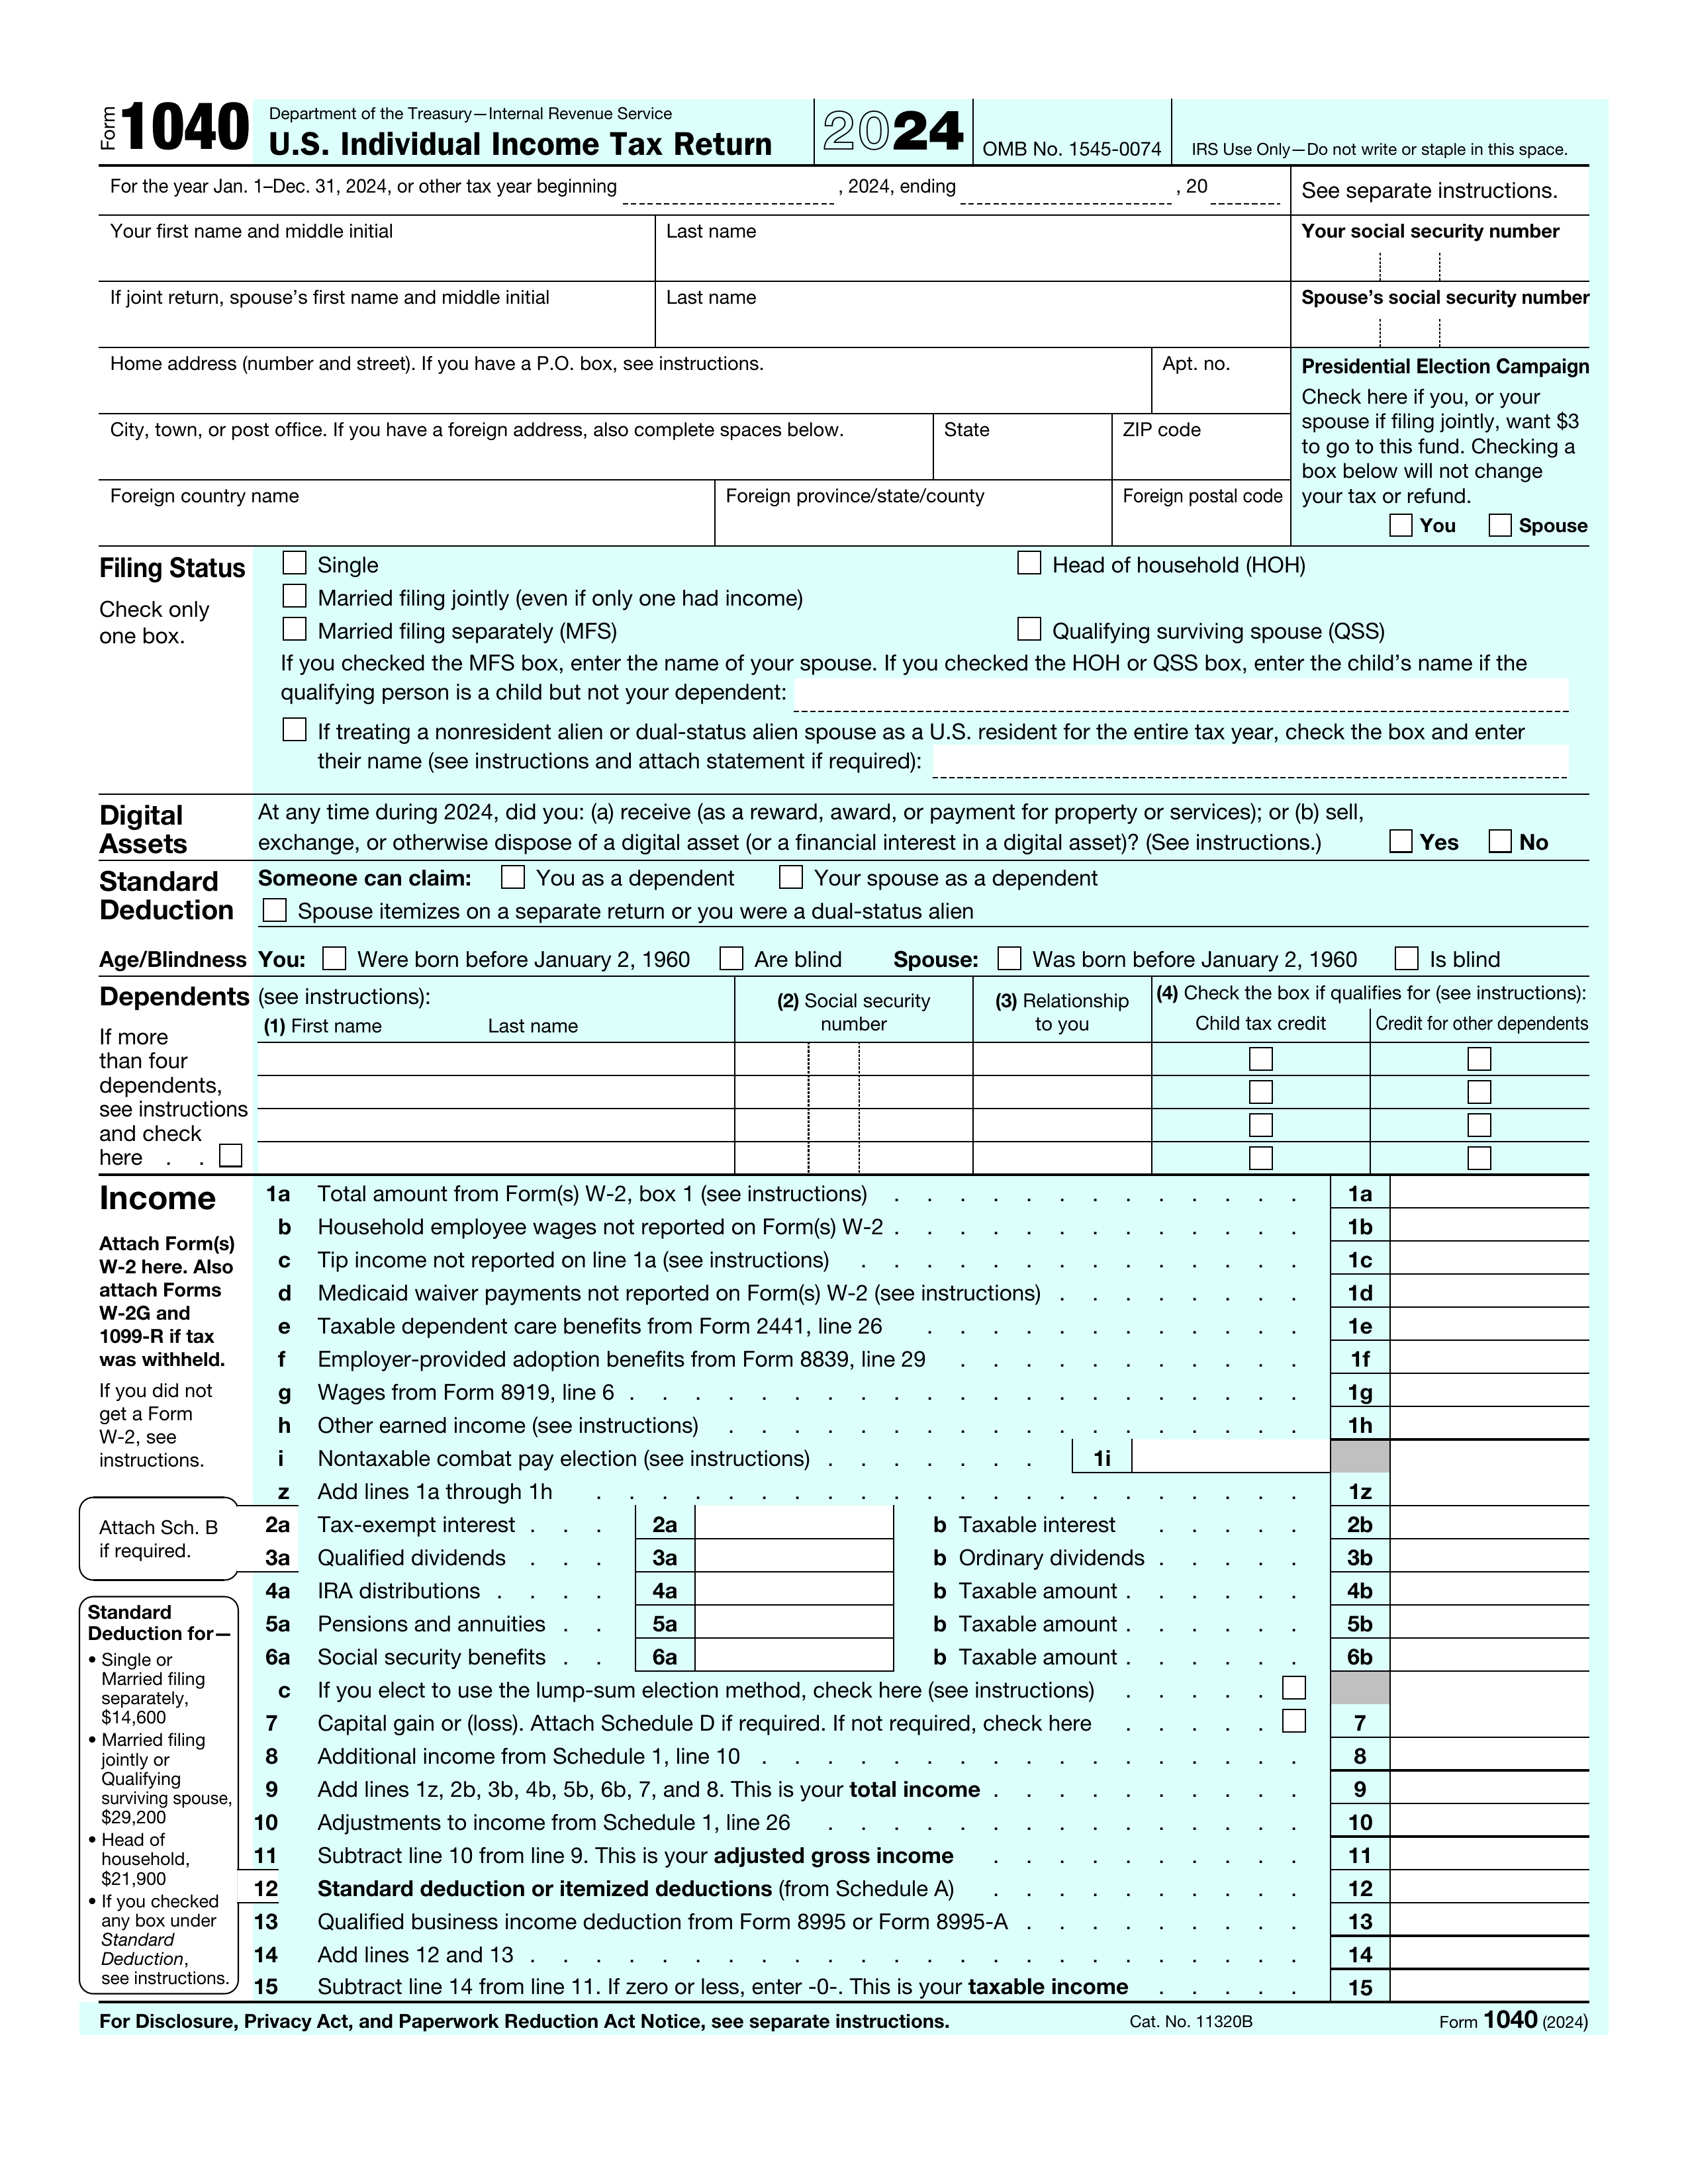 Form 1040
Department of the Treasury—Internal Revenue Service
U.S. Individual Income Tax Return
2024
OMB No. 1545-0074
IRS Use Only—Do not write or staple in this space.
For the year Jan. 1–Dec. 31, 2024, or other tax year beginning , 2024, ending , 20
See separate instructions.
Your first name and middle initial
Last name
Your social security number
If joint return, spouse’s first name and middle initial
Last name
Spouse’s social security number
Home address (number and street). If you have a P.O. box, see instructions.
Apt. no.
City, town, or post office. If you have a foreign address, also complete spaces below.
State
ZIP code
Foreign country name
Foreign province/state/county
Foreign postal code
Presidential Election Campaign
Check here if you, or your
spouse if filing jointly, want $3
to go to this fund. Checking a
box below will not change
your tax or refund.
You Spouse
Filing Status
Check only
one box.
Single
Married filing jointly (even if only one had income)
Married filing separately (MFS)
Head of household (HOH)
Qualifying surviving spouse (QSS)
If you checked the MFS box, enter the name of your spouse. If you checked the HOH or QSS box, enter the child’s name if the
qualifying person is a child but not your dependent:
If treating a nonresident alien or dual-status alien spouse as a U.S. resident for the entire tax year, check the box and enter
their name (see instructions and attach statement if required):
Digital
Assets
At any time during 2024, did you: (a) receive (as a reward, award, or payment for property or services); or (b) sell,
exchange, or otherwise dispose of a digital asset (or a financial interest in a digital asset)? (See instructions.) Yes No
Standard
Deduction
Someone can claim: You as a dependent Your spouse as a dependent
Spouse itemizes on a separate return or you were a dual-status alien
Age/Blindness You: Were born before January 2, 1960 Are blind Spouse: Was born before January 2, 1960 Is blind
Dependents (see instructions):
If more
than four
dependents,
see instructions
and check
here . .
(1) First name Last name
(2) Social security
number
(3) Relationship
to you
(4) Check the box if qualifies for (see instructions):
Child tax credit
Credit for other dependents
Income
Attach Form(s)
W-2 here. Also
attach Forms
W-2G and
1099-R if tax
was withheld.
If you did not
get a Form
W-2, see
instructions.
1a Total amount from Form(s) W-2, box 1 (see instructions) . . . . . . . . . . . . . 1a
b Household employee wages not reported on Form(s) W-2 . . . . . . . . . . . . . 1b
c Tip income not reported on line 1a (see instructions) . . . . . . . . . . . . . . 1c
d Medicaid waiver payments not reported on Form(s) W-2 (see instructions) . . . . . . . . 1d
e Taxable dependent care benefits from Form 2441, line 26 . . . . . . . . . . . . 1e
f Employer-provided adoption benefits from Form 8839, line 29 . . . . . . . . . . . 1f
g Wages from Form 8919, line 6 . . . . . . . . . . . . . . . . . . . . . 1g
h Other earned income (see instructions) . . . . . . . . . . . . . . . . . . 1h
i Nontaxable combat pay election (see instructions) . . . . . . . 1i
z Add lines 1a through 1h . . . . . . . . . . . . . . . . . . . . . . 1z
Attach Sch. B
if required.
2a Tax-exempt interest . . . 2a b Taxable interest . . . . . 2b
3a Qualified dividends . . . 3a b Ordinary dividends . . . . . 3b
4a IRA distributions . . . . 4a b Taxable amount . . . . . . 4b
5a Pensions and annuities . . 5a b Taxable amount . . . . . . 5b
6a Social security benefits . . 6a b Taxable amount . . . . . . 6b
c If you elect to use the lump-sum election method, check here (see instructions) . . . . .
7 Capital gain or (loss). Attach Schedule D if required. If not required, check here . . . . . 7
8 Additional income from Schedule 1, line 10 . . . . . . . . . . . . . . . . . 8
9 Add lines 1z, 2b, 3b, 4b, 5b, 6b, 7, and 8. This is your total income . . . . . . . . . . 9
10 Adjustments to income from Schedule 1, line 26 . . . . . . . . . . . . . . . 10
11 Subtract line 10 from line 9. This is your adjusted gross income . . . . . . . . . . 11
12 Standard deduction or itemized deductions (from Schedule A) . . . . . . . . . . 12
13 Qualified business income deduction from Form 8995 or Form 8995-A . . . . . . . . . 13
14 Add lines 12 and 13 . . . . . . . . . . . . . . . . . . . . . . . . 14
15 Subtract line 14 from line 11. If zero or less, enter -0-. This is your taxable income . . . . . 15
Standard
Deduction for—
• Single or
Married filing
separately,
$14,600
• Married filing
jointly or
Qualifying
surviving spouse,
$29,200
• Head of
household,
$21,900
• If you checked
any box under
Standard
Deduction,
see instructions.
For Disclosure, Privacy Act, and Paperwork Reduction Act Notice, see separate instructions.
Cat. No. 11320B
Form 1040 (2024)